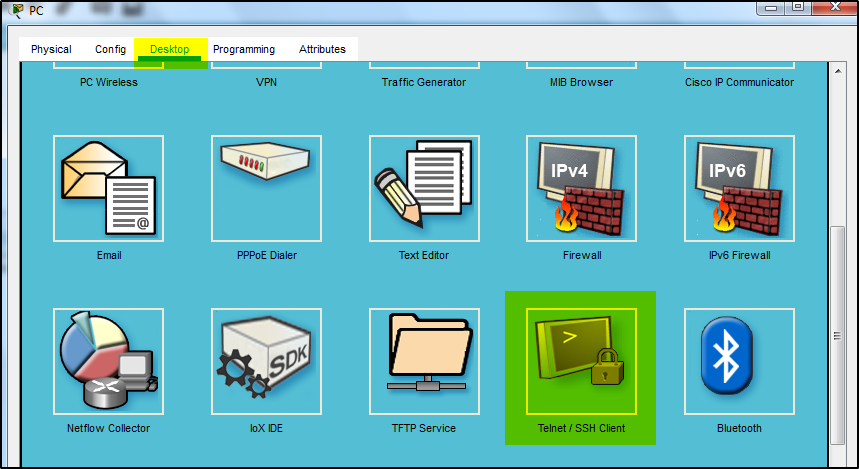 PC
Physical Config Desktop Programming Attributes
PC Wireless VPN Traffic Generator MIB Browser Cisco IP Communicator
@ IPv4 IPv6
Email PPPoE Dialer Text Editor Firewall IPv6 Firewall
SDK >
Netflow Collector IoX IDE TFTP Service Telnet / SSH Client Bluetooth